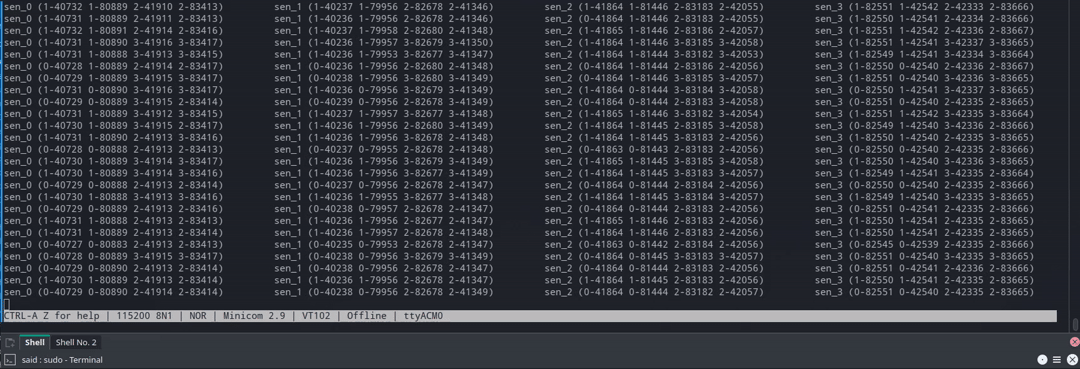 sen_0 (1-40732 1-80889 2-41910 2-83413) sen_1 (1-40237 1-79956 2-82678 2-41346) sen_2 (1-41864 1-81446 2-83183 2-42055) sen_3 (1-82551 1-42542 2-42333 2-83666)
sen_0 (1-40731 1-80889 2-41911 2-83413) sen_1 (1-40236 1-79956 2-82678 2-41348) sen_2 (0-41864 1-81446 2-83183 2-42055) sen_3 (1-82551 1-42541 2-42334 2-83665)
sen_0 (1-40732 1-80891 2-41914 2-83416) sen_1 (1-40237 1-79958 2-82680 2-41348) sen_2 (1-41865 1-81446 2-83186 2-42057) sen_3 (1-82551 1-42542 2-42336 2-83667)
sen_0 (1-40731 1-80891 3-41916 3-83417) sen_1 (1-40236 1-79956 3-82680 3-41350) sen_2 (1-41864 1-81446 3-83185 3-42058) sen_3 (1-82551 1-42541 3-42337 3-83665)
sen_0 (1-40731 1-80888 3-41913 3-83415) sen_1 (1-40236 1-79953 3-82677 3-41347) sen_2 (1-41864 1-81444 3-83182 3-42053) sen_3 (1-82551 1-42549 3-42334 3-83664)
sen_0 (0-40728 1-80889 2-41914 2-83417) sen_1 (0-40236 1-79956 2-82680 2-41349) sen_2 (0-41864 1-81444 2-83186 2-42056) sen_3 (0-82550 0-42540 2-42336 2-83667)
sen_0 (0-40729 1-80889 3-41915 3-83416) sen_1 (0-40238 1-79956 3-82680 3-41349) sen_2 (0-41864 1-81446 3-83185 3-42057) sen_3 (0-82551 0-42540 3-42336 3-83665)
sen_0 (1-40731 0-80890 3-41916 3-83417) sen_1 (1-40236 0-79956 3-82680 3-41349) sen_2 (1-41864 0-81444 3-83184 3-42058) sen_3 (1-82551 0-42540 3-42337 3-83665)
sen_0 (0-40729 0-80889 2-41915 2-83414) sen_1 (0-40239 0-79956 2-82678 2-41349) sen_2 (0-41864 0-81444 2-83183 2-42057) sen_3 (0-82551 0-42540 2-42335 2-83665)
sen_0 (1-40731 1-80889 3-41912 3-83415) sen_1 (1-40236 1-79957 3-82677 3-41348) sen_2 (1-41865 1-81446 3-83182 3-42054) sen_3 (1-82551 1-42542 3-42335 3-83664)
sen_0 (1-40730 1-80889 3-41915 2-83417) sen_1 (1-40236 1-79956 2-82680 3-41349) sen_2 (1-41864 1-81445 2-83185 2-42058) sen_3 (0-82549 1-42540 3-42336 2-83666)
sen_0 (1-40731 1-80890 2-41913 3-83416) sen_1 (1-40236 1-79956 3-82678 2-41348) sen_2 (1-41864 1-81445 3-83183 2-42056) sen_3 (1-82550 1-42540 2-42335 3-83666)
sen_0 (0-40728 0-80888 2-41913 2-83413) sen_1 (0-40237 0-79955 2-82678 2-41348) sen_2 (0-41863 0-81444 2-83183 2-42056) sen_3 (0-82550 0-42540 2-42335 2-83665)
sen_0 (1-40730 1-80890 3-41914 3-83417) sen_1 (1-40236 1-79956 3-82679 3-41349) sen_2 (1-41865 1-81445 3-83185 3-42058) sen_3 (1-82550 1-42541 3-42336 3-83666)
sen_0 (1-40730 1-80889 3-41914 3-83416) sen_1 (1-40236 1-79956 3-82677 3-41349) sen_2 (1-41864 1-81445 3-83185 3-42058) sen_3 (1-82549 1-42541 3-42335 3-83666)
sen_0 (0-40729 0-80888 2-41913 2-83414) sen_1 (0-40237 0-79956 2-82678 2-41347) sen_2 (0-41864 0-81445 2-83184 2-42056) sen_3 (0-82550 0-42540 2-42335 2-83665)
sen_0 (1-40730 1-80888 3-41913 3-83416) sen_1 (1-40236 1-79956 3-82677 3-41348) sen_2 (1-41864 1-81445 3-83183 3-42057) sen_3 (1-82549 1-42540 3-42335 3-83665)
sen_0 (0-40729 0-80889 2-41913 2-83416) sen_1 (0-40238 0-79957 2-82678 2-41347) sen_2 (0-41864 0-81444 2-83183 2-42056) sen_3 (0-82551 0-42541 2-42336 2-83665)
sen_0 (1-40731 1-80888 2-41913 2-83413) sen_1 (1-40236 1-79956 2-82678 2-41347) sen_2 (1-41865 1-81446 2-83183 2-42056) sen_3 (1-82550 1-42541 2-42335 2-83665)
sen_0 (1-40731 1-80889 2-41914 2-83414) sen_1 (1-40236 1-79957 2-82678 2-41348) sen_2 (1-41864 1-81446 2-83183 2-42056) sen_3 (1-82550 1-42541 2-42335 2-83666)
sen_0 (0-40727 0-80883 2-41913 2-83413) sen_1 (0-40235 0-79953 2-82678 2-41347) sen_2 (0-41863 0-81442 2-83184 2-42056) sen_3 (0-82545 0-42539 2-42335 2-83666)
sen_0 (0-40728 0-80889 3-41915 3-83417) sen_1 (0-40238 0-79956 3-82679 3-41349) sen_2 (0-41864 0-81445 3-83185 3-42057) sen_3 (0-82550 0-42541 3-42336 3-83665)
sen_0 (0-40729 0-80890 2-41913 2-83414) sen_1 (0-40238 0-79956 2-82678 2-41347) sen_2 (0-41864 0-81444 2-83183 2-42056) sen_3 (0-82551 0-42541 2-42335 2-83665)
sen_0 (1-40730 1-80889 3-41914 2-83413) sen_1 (1-40236 1-79956 2-82678 2-41347) sen_2 (1-41864 1-81445 2-83183 2-42056) sen_3 (1-82550 1-42541 3-42335 2-83665)
sen_0 (0-40729 0-80890 2-41914 2-83414) sen_1 (0-40238 0-79956 2-82678 2-41349) sen_2 (0-41864 0-81444 2-83182 2-42057) sen_3 (0-82551 0-42540 2-42335 2-83665)
CTRL-A Z for help | 115200 8N1 | NOR | Minicom 2.9 | VT102 | Offline | ttyACM0
Shell Shell No. 2
said : sudo - Terminal